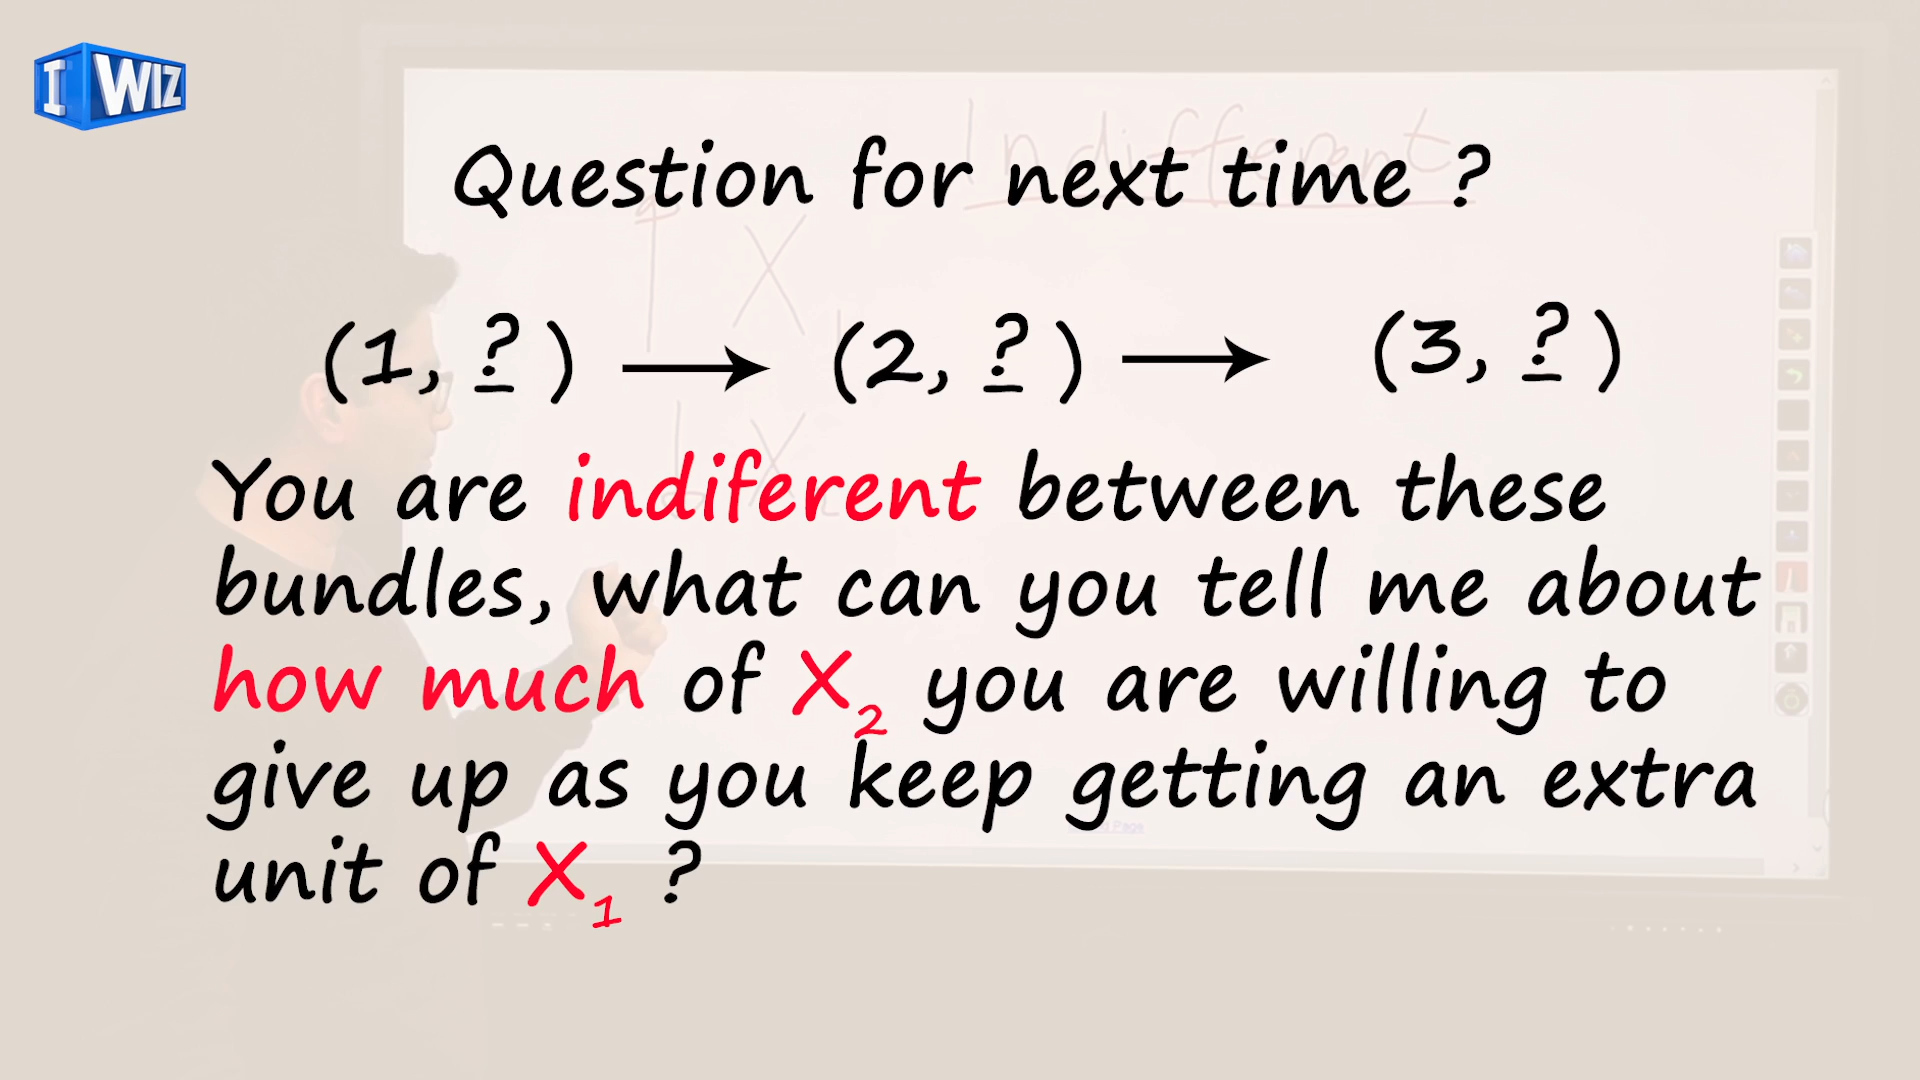 I WIZ
Question for next time ?
Indifferent
(1, ? ) → (2, ? ) → (3, ? )
You are indiferent between these
bundles, what can you tell me about
how much of X₂ you are willing to
give up as you keep getting an extra
unit of X₁ ?